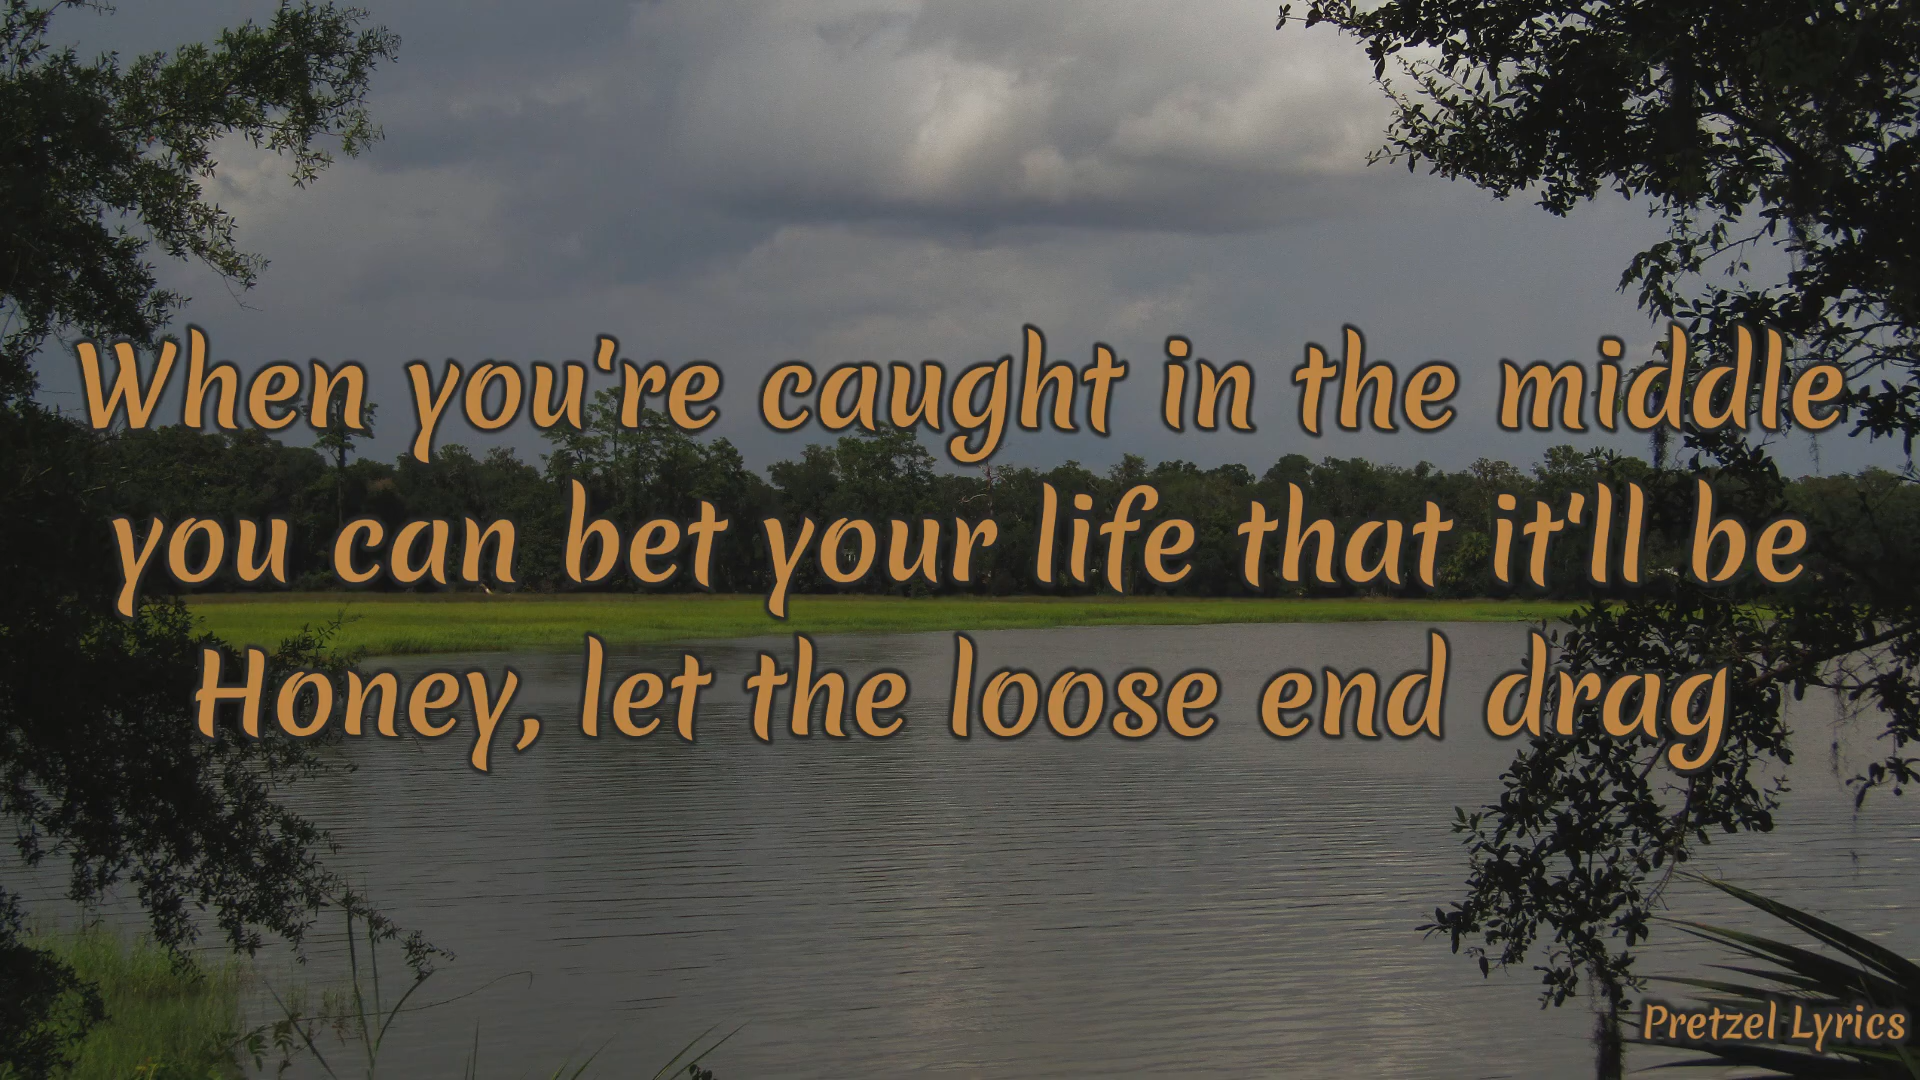 When you're caught in the middle
you can bet your life that it'll be
Honey, let the loose end drag
Pretzel Lyrics